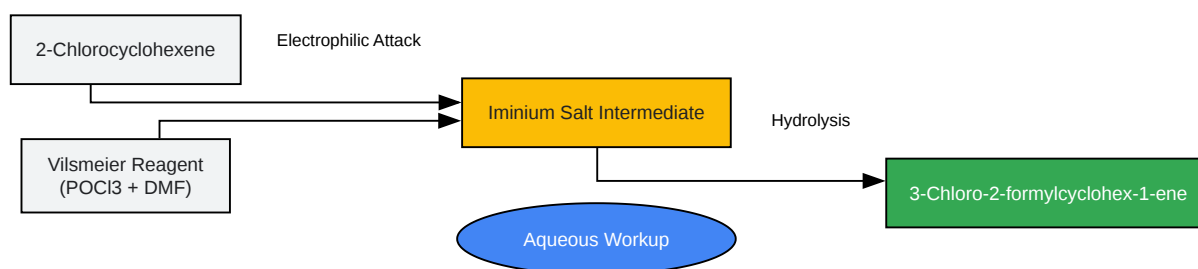 2-Chlorocyclohexene
Electrophilic Attack
Vilsmeier Reagent
(POCl3 + DMF)
Iminium Salt Intermediate
Hydrolysis
3-Chloro-2-formylcyclohex-1-ene
Aqueous Workup